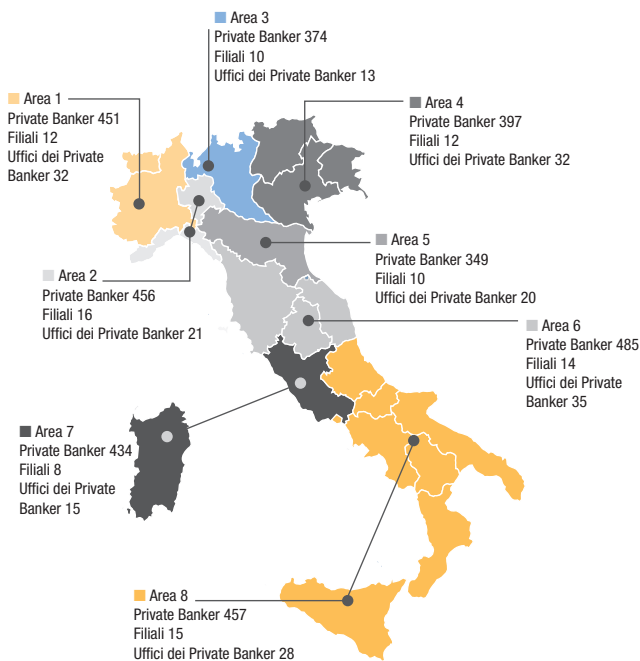 Area 3
Private Banker 374
Filiali 10
Uffici dei Private Banker 13
Area 1
Private Banker 451
Filiali 12
Uffici dei Private
Banker 32
Area 4
Private Banker 397
Filiali 12
Uffici dei Private Banker 32
Area 5
Private Banker 349
Filiali 10
Uffici dei Private Banker 20
Area 2
Private Banker 456
Filiali 16
Uffici dei Private Banker 21
Area 6
Private Banker 485
Filiali 14
Uffici dei Private
Banker 35
Area 7
Private Banker 434
Filiali 8
Uffici dei Private
Banker 15
Area 8
Private Banker 457
Filiali 15
Uffici dei Private Banker 28